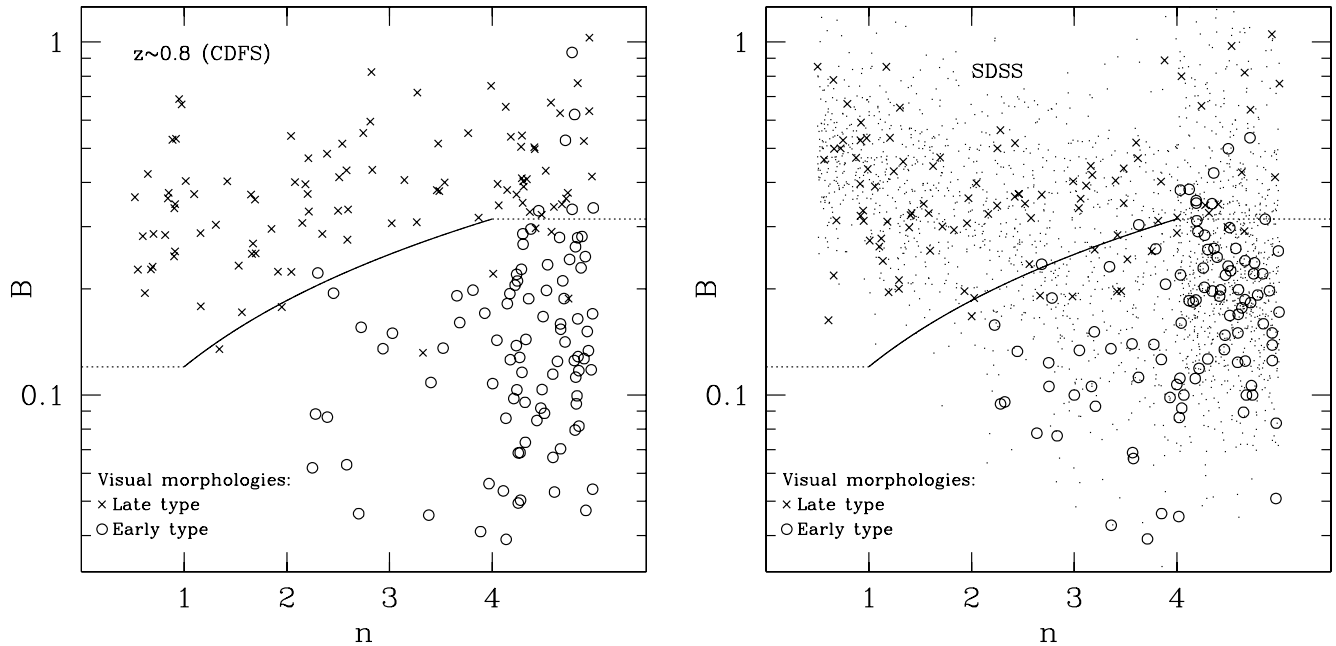 z~0.8 (CDFS)
1
0.1
B
Visual morphologies:
× Late type
○ Early type
1 2 3 4
n
SDSS
1
0.1
B
Visual morphologies:
× Late type
○ Early type
1 2 3 4
n